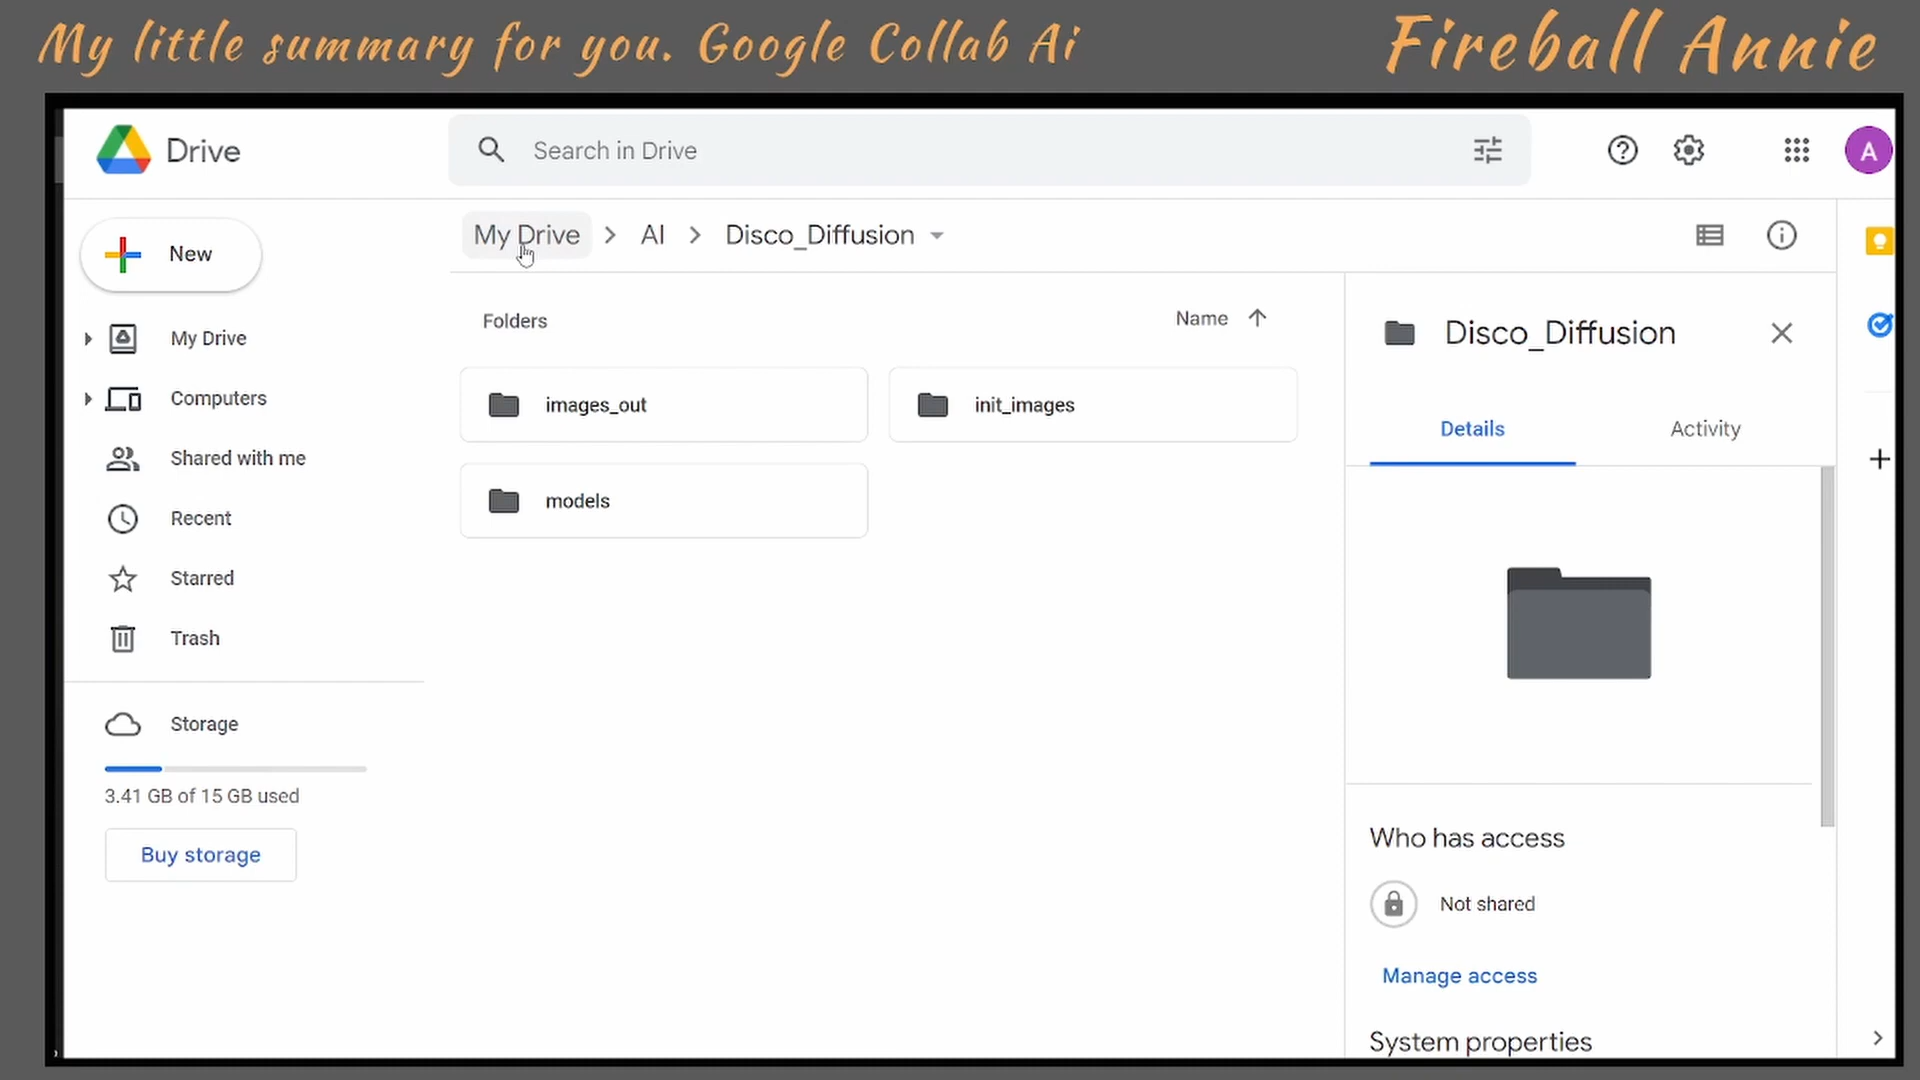 My little summary for you. Google Collab Ai
Fireball Annie
Drive
Search in Drive
A
New
My Drive > AI > Disco_Diffusion
My Drive
Computers
Shared with me
Recent
Starred
Trash
Storage
3.41 GB of 15 GB used
Buy storage
Folders
Name
images_out
init_images
models
Disco_Diffusion
Details
Activity
Who has access
Not shared
Manage access
System properties